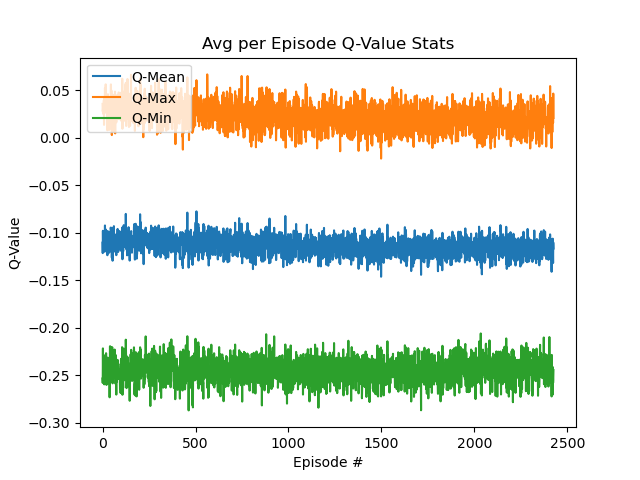 Avg per Episode Q-Value Stats
Q-Mean
Q-Max
Q-Min
Q-Value
0.05
0.00
−0.05
−0.10
−0.15
−0.20
−0.25
−0.30
0 500 1000 1500 2000 2500
Episode #